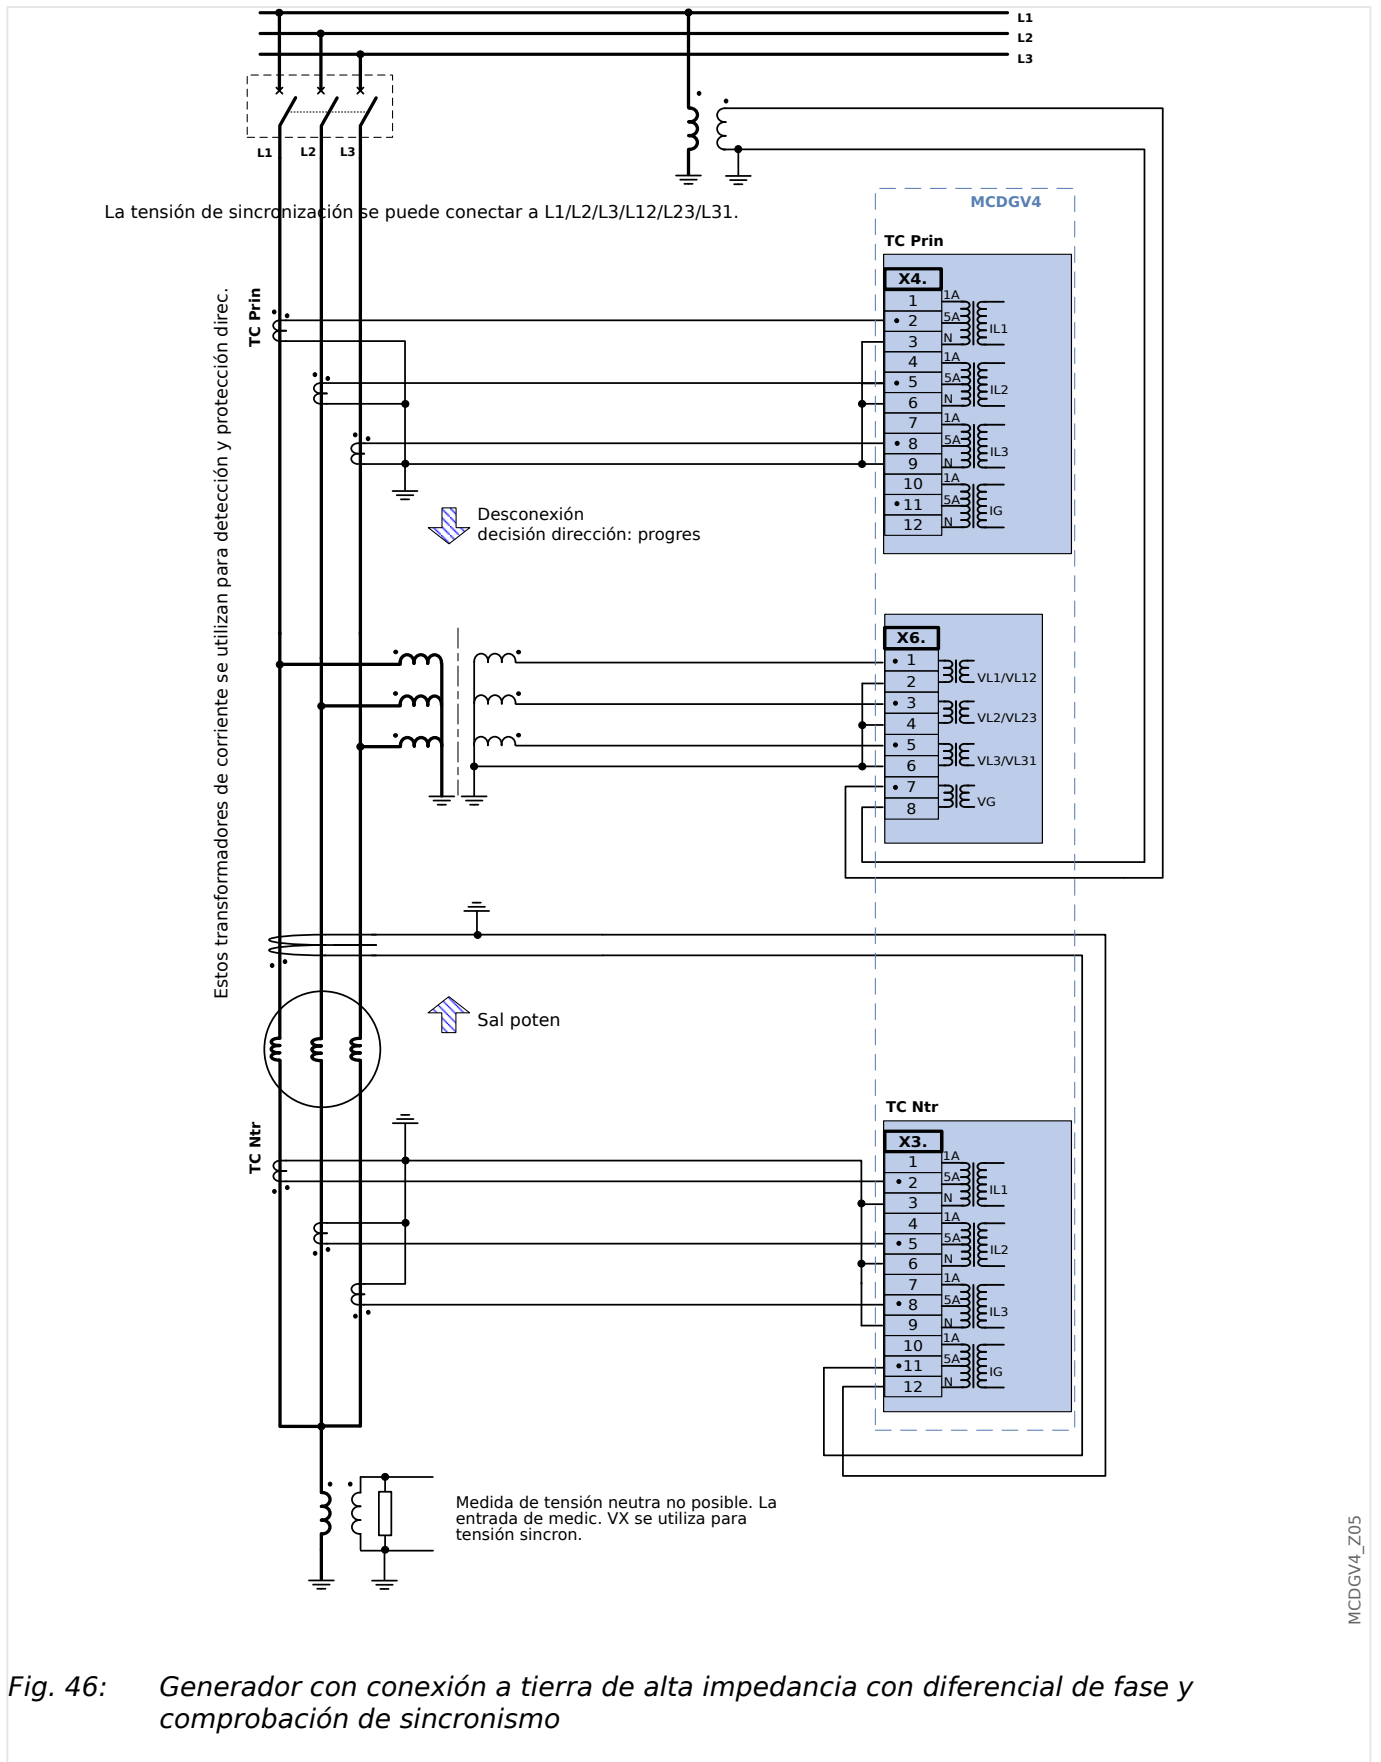 L1
L2
L3
L1 L2 L3
La tensión de sincronización se puede conectar a L1/L2/L3/L12/L23/L31.
MCDGV4
TC Prin
Estos transformadores de corriente se utilizan para detección y protección direc.
TC Prin
X4.
1 1A
2 5A IL1
3 N
4 1A
5 5A IL2
6 N
7 1A
8 5A IL3
9 N
10 1A
11 5A IG
12 N
Desconexión
decisión dirección: progres
X6.
1
2 VL1/VL12
3
4 VL2/VL23
5
6 VL3/VL31
7
8 VG
Sal poten
TC Ntr
TC Ntr
X3.
1 1A
2 5A IL1
3 N
4 1A
5 5A IL2
6 N
7 1A
8 5A IL3
9 N
10 1A
11 5A IG
12 N
Medida de tensión neutra no posible. La
entrada de medic. VX se utiliza para
tensión sincron.
MCDGV4_Z05
Fig. 46: Generador con conexión a tierra de alta impedancia con diferencial de fase y
comprobación de sincronismo